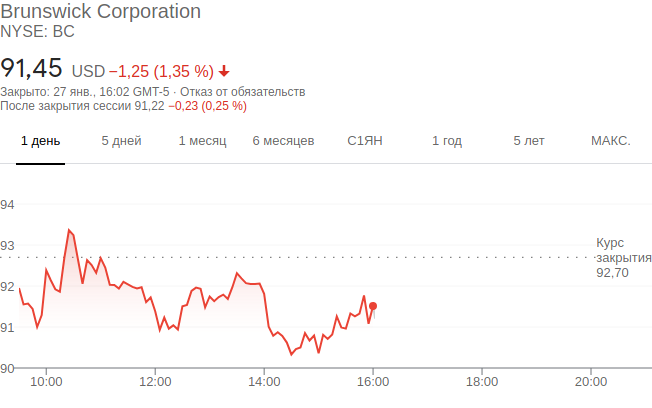 Brunswick Corporation
NYSE: BC
91,45 USD −1,25 (1,35 %)
Закрыто: 27 янв., 16:02 GMT-5 · Отказ от обязательств
После закрытия сессии 91,22 −0,23 (0,25 %)
1 день 5 дней 1 месяц 6 месяцев С1ЯН 1 год 5 лет МАКС.
94
93
Курс
закрытия
92,70
92
91
90
10:00 12:00 14:00 16:00 18:00 20:00